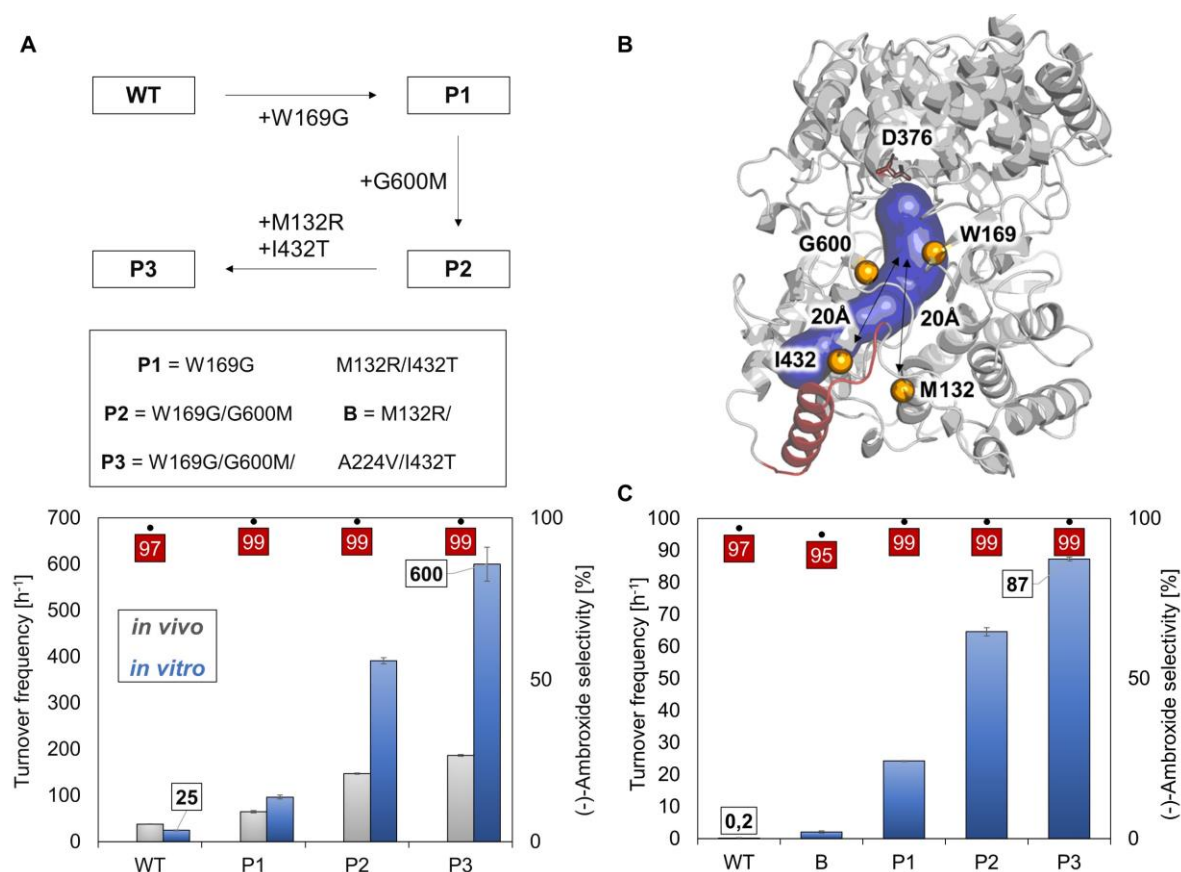 A
WT
P1
+W169G
+G600M
+M132R
+I432T
P3
P2
P1 = W169G M132R/I432T
P2 = W169G/G600M B = M132R/
P3 = W169G/G600M/ A224V/I432T
Turnover frequency [h-1]
700
600
500
400
300
200
100
0
97
99
99
99
600
in vivo
in vitro
25
100
50
0
(-)-Ambroxide selectivity [%]
WT P1 P2 P3
B
D376
G600
W169
20Å
20Å
I432
M132
C
Turnover frequency [h-1]
100
90
80
70
60
50
40
30
20
10
0
97
95
99
99
99
87
0,2
100
50
0
(-)-Ambroxide selectivity [%]
WT B P1 P2 P3